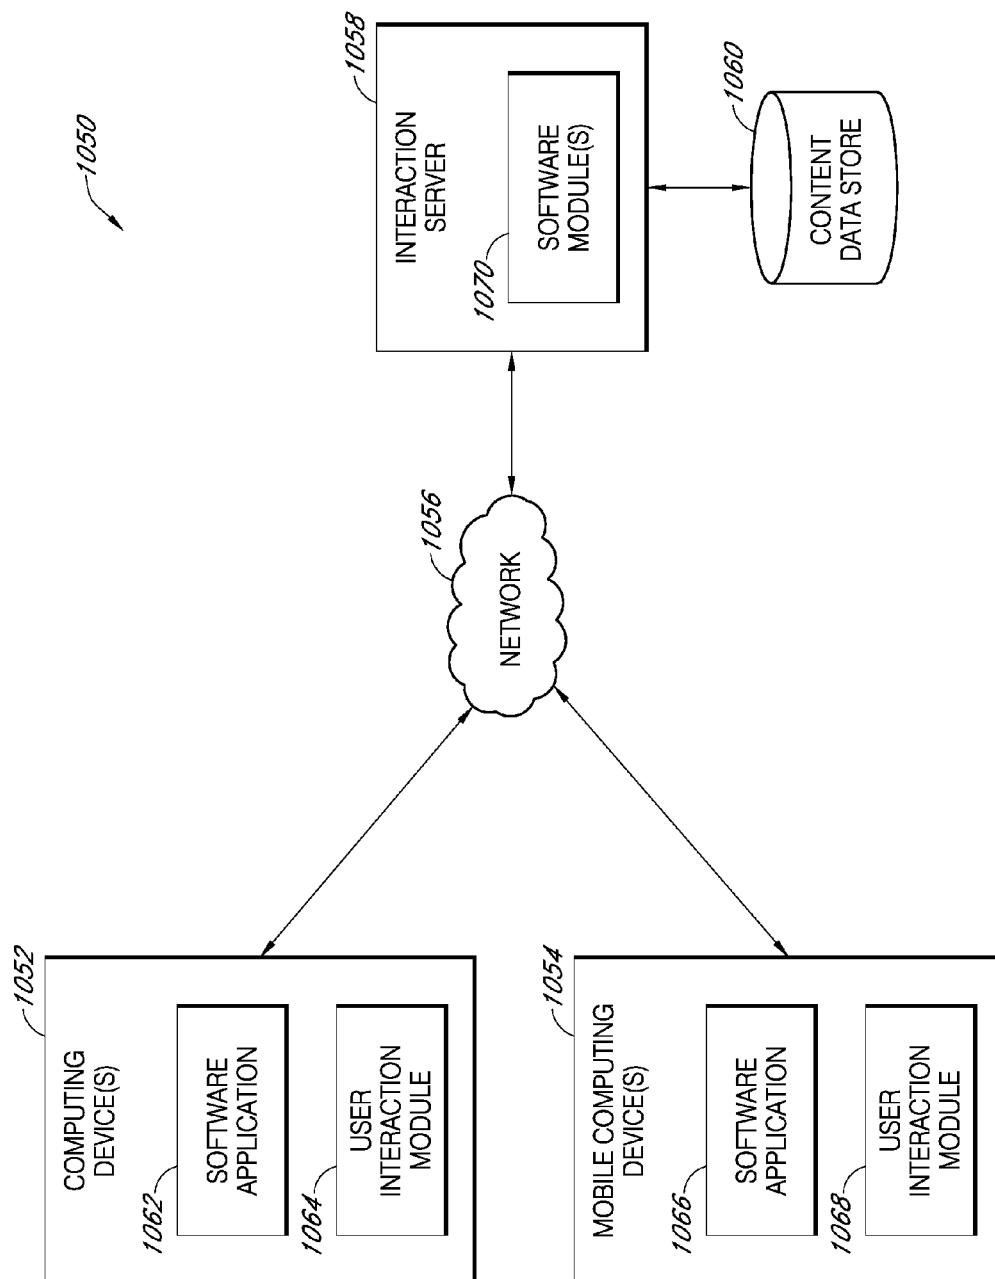 1050
1052
COMPUTING
DEVICE(S)
1062
SOFTWARE
APPLICATION
1064
USER
INTERACTION
MODULE
1054
MOBILE COMPUTING
DEVICE(S)
1066
SOFTWARE
APPLICATION
1068
USER
INTERACTION
MODULE
1056
NETWORK
1058
INTERACTION
SERVER
1070
SOFTWARE
MODULE(S)
1060
CONTENT
DATA STORE